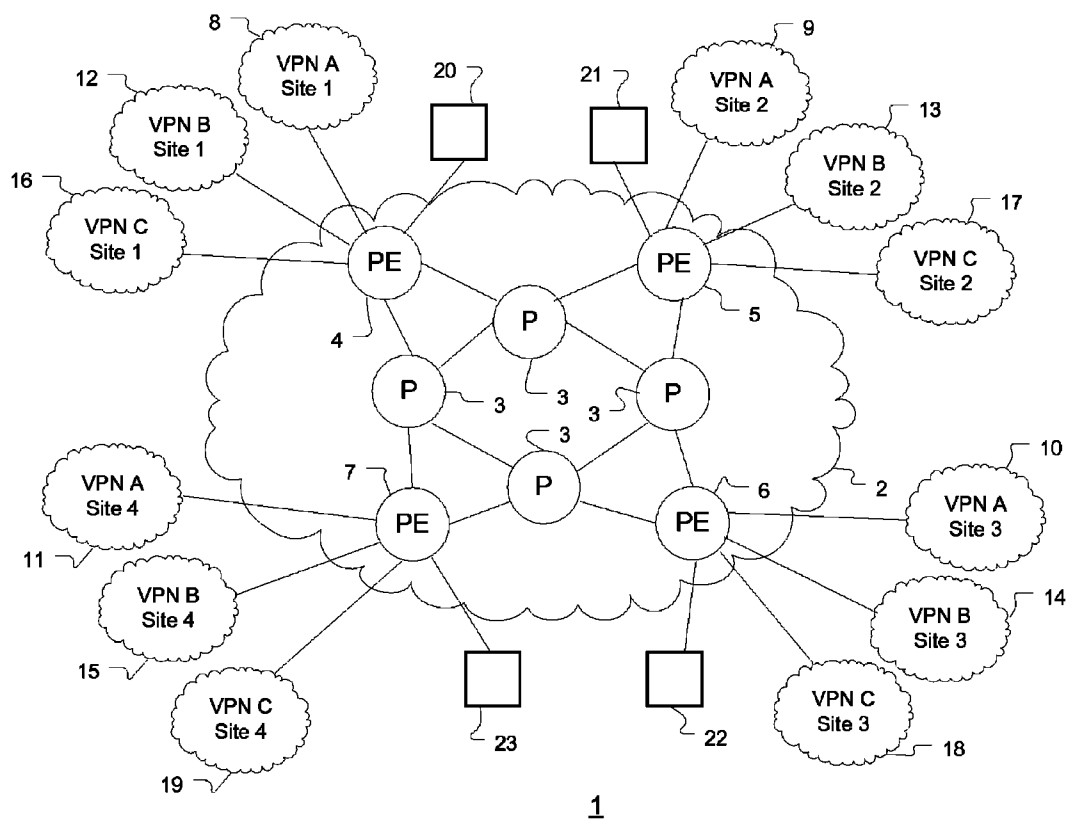 8
VPN A
Site 1
20
21
9
VPN A
Site 2
12
VPN B
Site 1
13
VPN B
Site 2
16
VPN C
Site 1
17
VPN C
Site 2
PE
PE
4
5
P
3
P
3
P
3
3
P
7
PE
6
PE
2
10
VPN A
Site 3
VPN A
Site 4
11
VPN B
Site 4
15
VPN B
Site 3
14
VPN C
Site 4
19
23
22
VPN C
Site 3
18
1